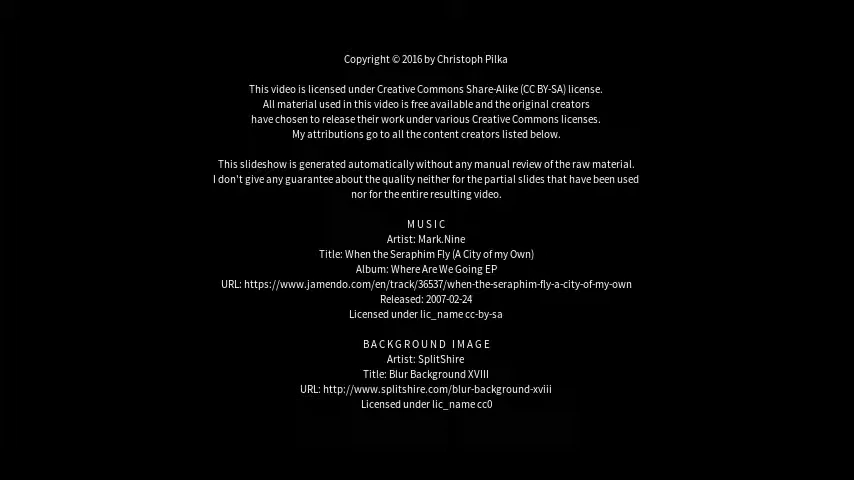 Copyright © 2016 by Christoph Pilka
This video is licensed under Creative Commons Share-Alike (CC BY-SA) license.
All material used in this video is free available and the original creators
have chosen to release their work under various Creative Commons licenses.
My attributions go to all the content creators listed below.
This slideshow is generated automatically without any manual review of the raw material.
I don't give any guarantee about the quality neither for the partial slides that have been used
nor for the entire resulting video.
MUSIC
Artist: Mark.Nine
Title: When the Seraphim Fly (A City of my Own)
Album: Where Are We Going EP
URL: https://www.jamendo.com/en/track/36537/when-the-seraphim-fly-a-city-of-my-own
Released: 2007-02-24
Licensed under lic_name cc-by-sa
BACKGROUND IMAGE
Artist: SplitShire
Title: Blur Background XVIII
URL: http://www.splitshire.com/blur-background-xviii
Licensed under lic_name cc0